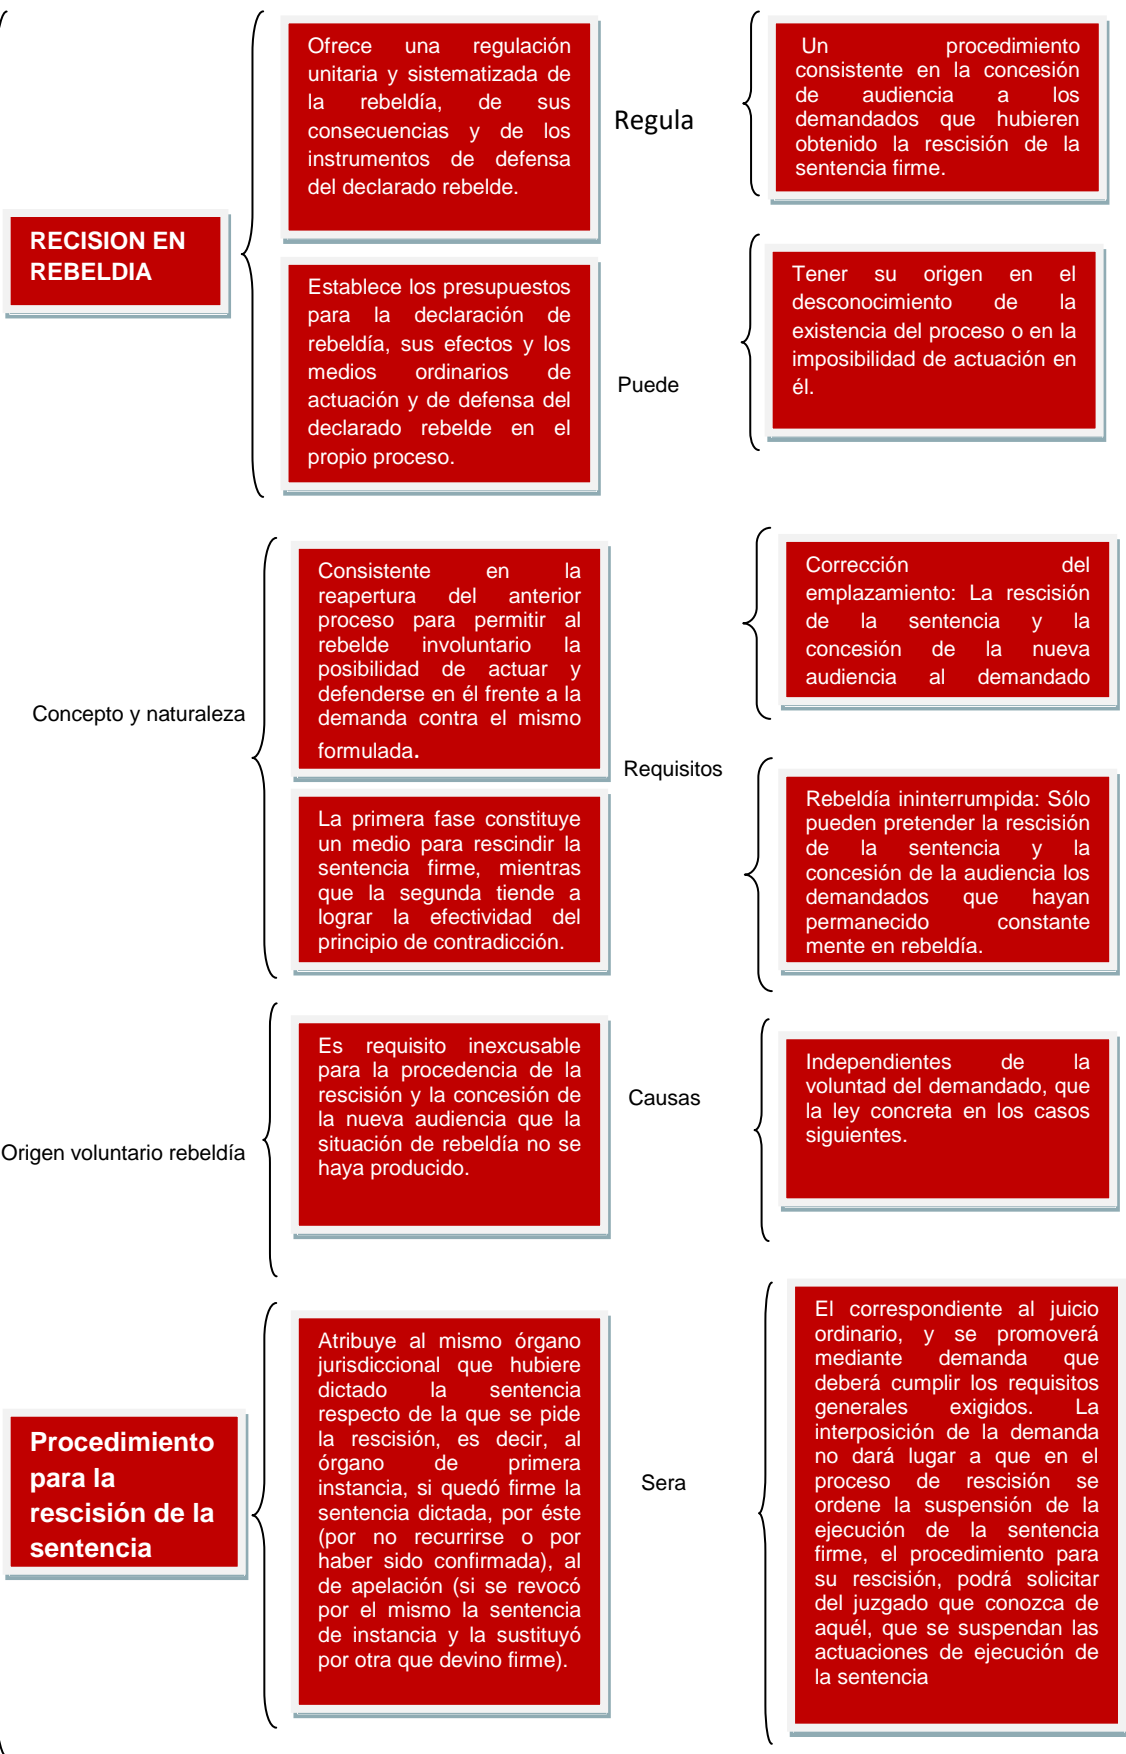 RECISION EN
REBELDIA
Ofrece una regulación
unitaria y sistematizada de
la rebeldía, de sus
consecuencias y de los
instrumentos de defensa
del declarado rebelde.
Regula
Un procedimiento
consistente en la concesión
de audiencia a los
demandados que hubieren
obtenido la rescisión de la
sentencia firme.
Establece los presupuestos
para la declaración de
rebeldía, sus efectos y los
medios ordinarios de
actuación y de defensa del
declarado rebelde en el
propio proceso.
Puede
Tener su origen en el
desconocimiento de la
existencia del proceso o en la
imposibilidad de actuación en
él.
Concepto y naturaleza
Consistente en la
reapertura del anterior
proceso para permitir al
rebelde involuntario la
posibilidad de actuar y
defenderse en él frente a la
demanda contra el mismo
formulada.
La primera fase constituye
un medio para rescindir la
sentencia firme, mientras
que la segunda tiende a
lograr la efectividad del
principio de contradicción.
Requisitos
Corrección del
emplazamiento: La rescisión
de la sentencia y la
concesión de la nueva
audiencia al demandado
Rebeldía ininterrumpida: Sólo
pueden pretender la rescisión
de la sentencia y la
concesión de la audiencia los
demandados que hayan
permanecido constante
mente en rebeldía.
Origen voluntario rebeldía
Es requisito inexcusable
para la procedencia de la
rescisión y la concesión de
la nueva audiencia que la
situación de rebeldía no se
haya producido.
Causas
Independientes de la
voluntad del demandado, que
la ley concreta en los casos
siguientes.
Procedimiento
para la
rescisión de la
sentencia
Atribuye al mismo órgano
jurisdiccional que hubiere
dictado la sentencia
respecto de la que se pide
la rescisión, es decir, al
órgano de primera
instancia, si quedó firme la
sentencia dictada, por éste
(por no recurrirse o por
haber sido confirmada), al
de apelación (si se revocó
por el mismo la sentencia
de instancia y la sustituyó
por otra que devino firme).
Sera
El correspondiente al juicio
ordinario, y se promoverá
mediante demanda que
deberá cumplir los requisitos
generales exigidos. La
interposición de la demanda
no dará lugar a que en el
proceso de rescisión se
ordene la suspensión de la
ejecución de la sentencia
firme, el procedimiento para
su rescisión, podrá solicitar
del juzgado que conozca de
aquél, que se suspendan las
actuaciones de ejecución de
la sentencia